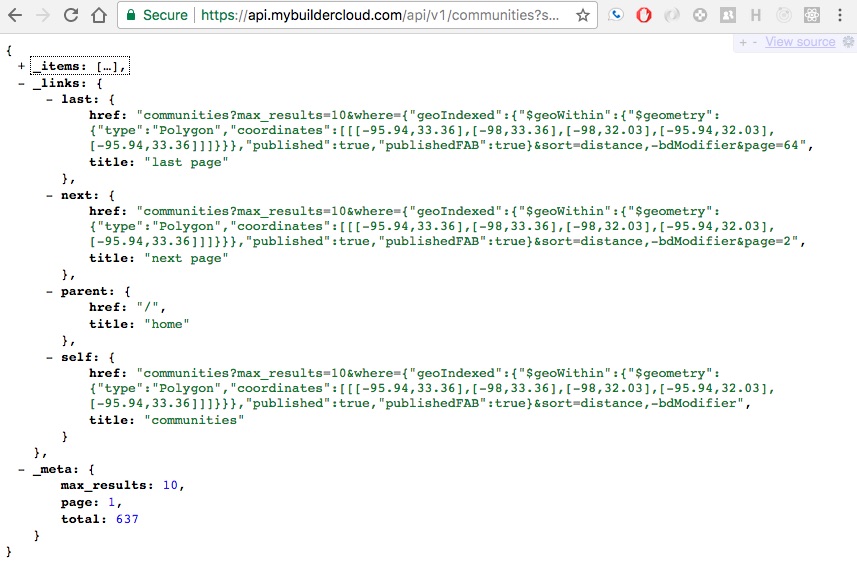 Secure https://api.mybuildercloud.com/api/v1/communities?s...
+ - View source
{
+ _items: […],
- _links: {
- last: {
href: "communities?max_results=10&where={"geoIndexed":{"$geoWithin":{"$geometry":
{"type":"Polygon","coordinates":[[[-95.94,33.36],[-98,33.36],[-98,32.03],[-95.94,32.03],
[-95.94,33.36]]]}}},"published":true,"publishedFAB":true}&sort=distance,-bdModifier&page=64",
title: "last page"
},
- next: {
href: "communities?max_results=10&where={"geoIndexed":{"$geoWithin":{"$geometry":
{"type":"Polygon","coordinates":[[[-95.94,33.36],[-98,33.36],[-98,32.03],[-95.94,32.03],
[-95.94,33.36]]]}}},"published":true,"publishedFAB":true}&sort=distance,-bdModifier&page=2",
title: "next page"
},
- parent: {
href: "/",
title: "home"
},
- self: {
href: "communities?max_results=10&where={"geoIndexed":{"$geoWithin":{"$geometry":
{"type":"Polygon","coordinates":[[[-95.94,33.36],[-98,33.36],[-98,32.03],[-95.94,32.03],
[-95.94,33.36]]]}}},"published":true,"publishedFAB":true}&sort=distance,-bdModifier",
title: "communities"
}
},
- _meta: {
max_results: 10,
page: 1,
total: 637
}
}